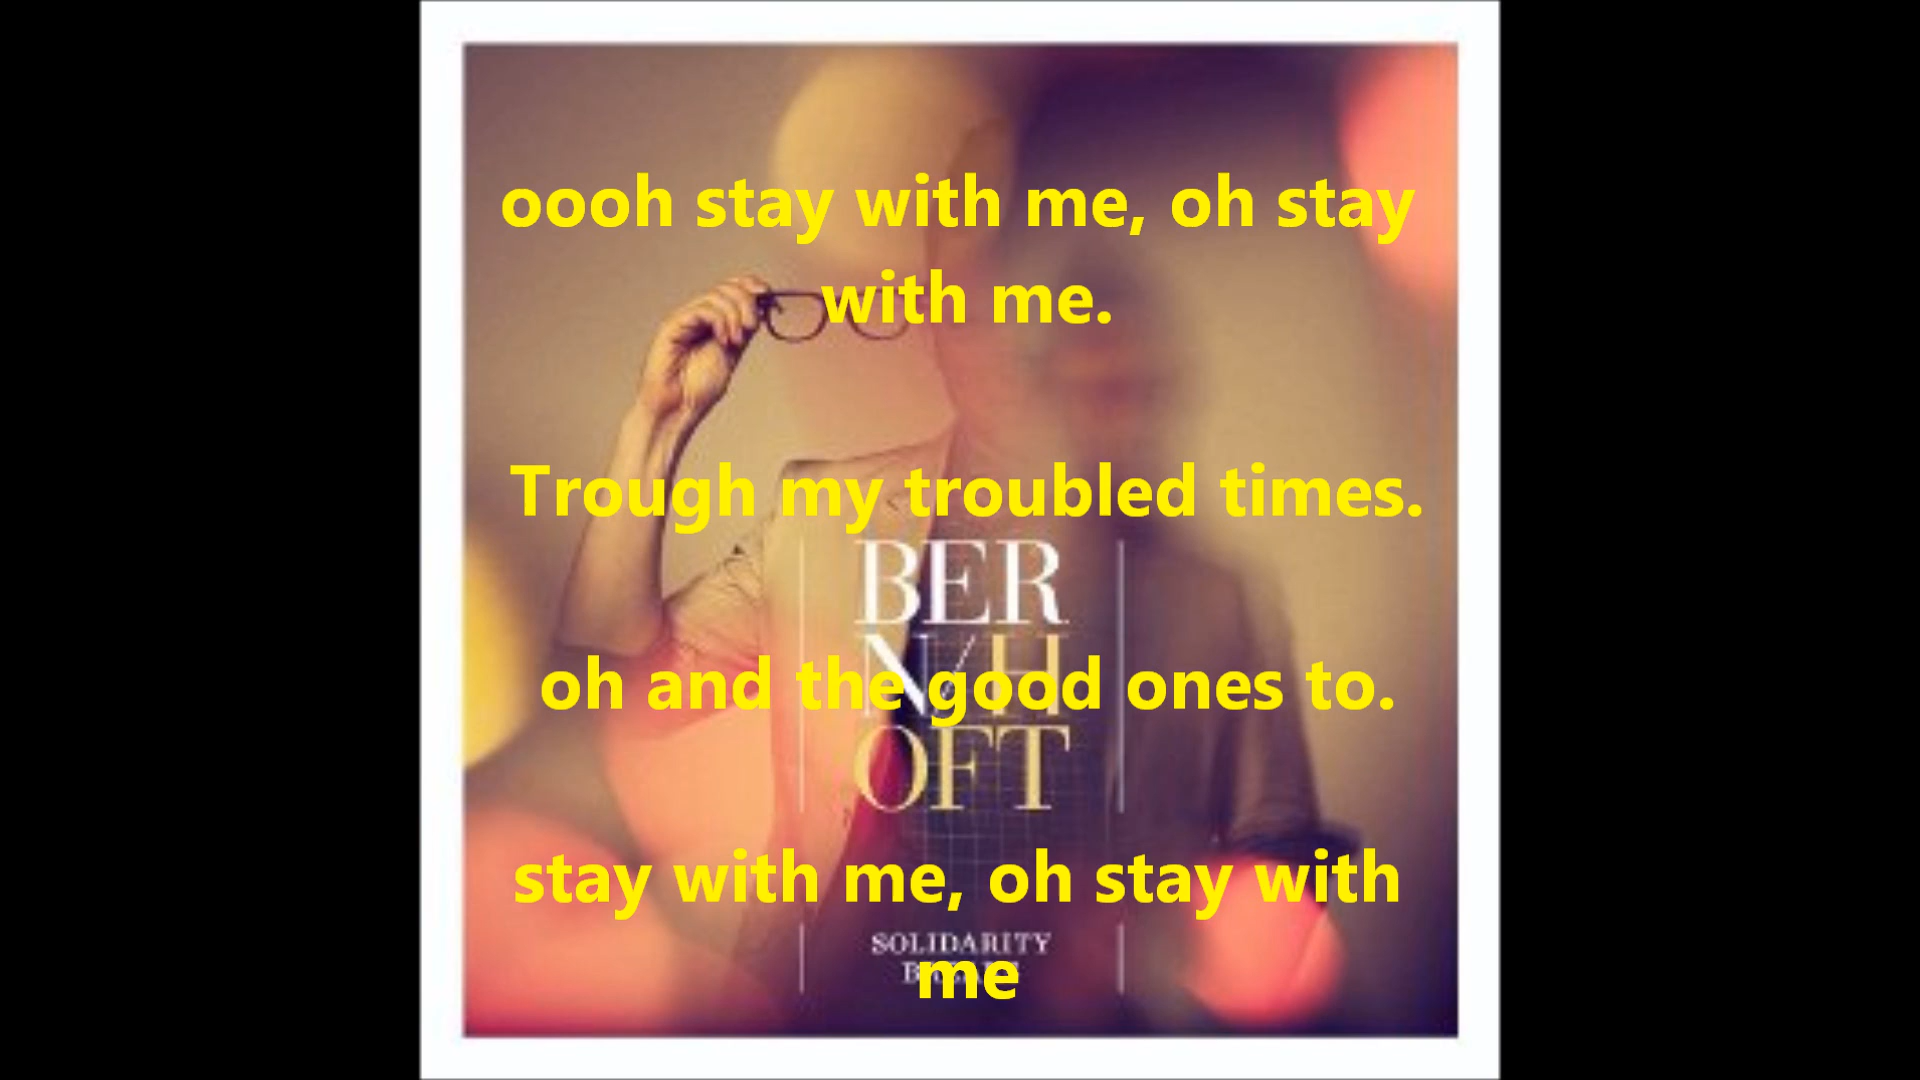 oooh stay with me, oh stay
with me.
Trough my troubled times.
BER
N/H
oh and the good ones to.
OFT
stay with me, oh stay with
SOLIDARITY
me